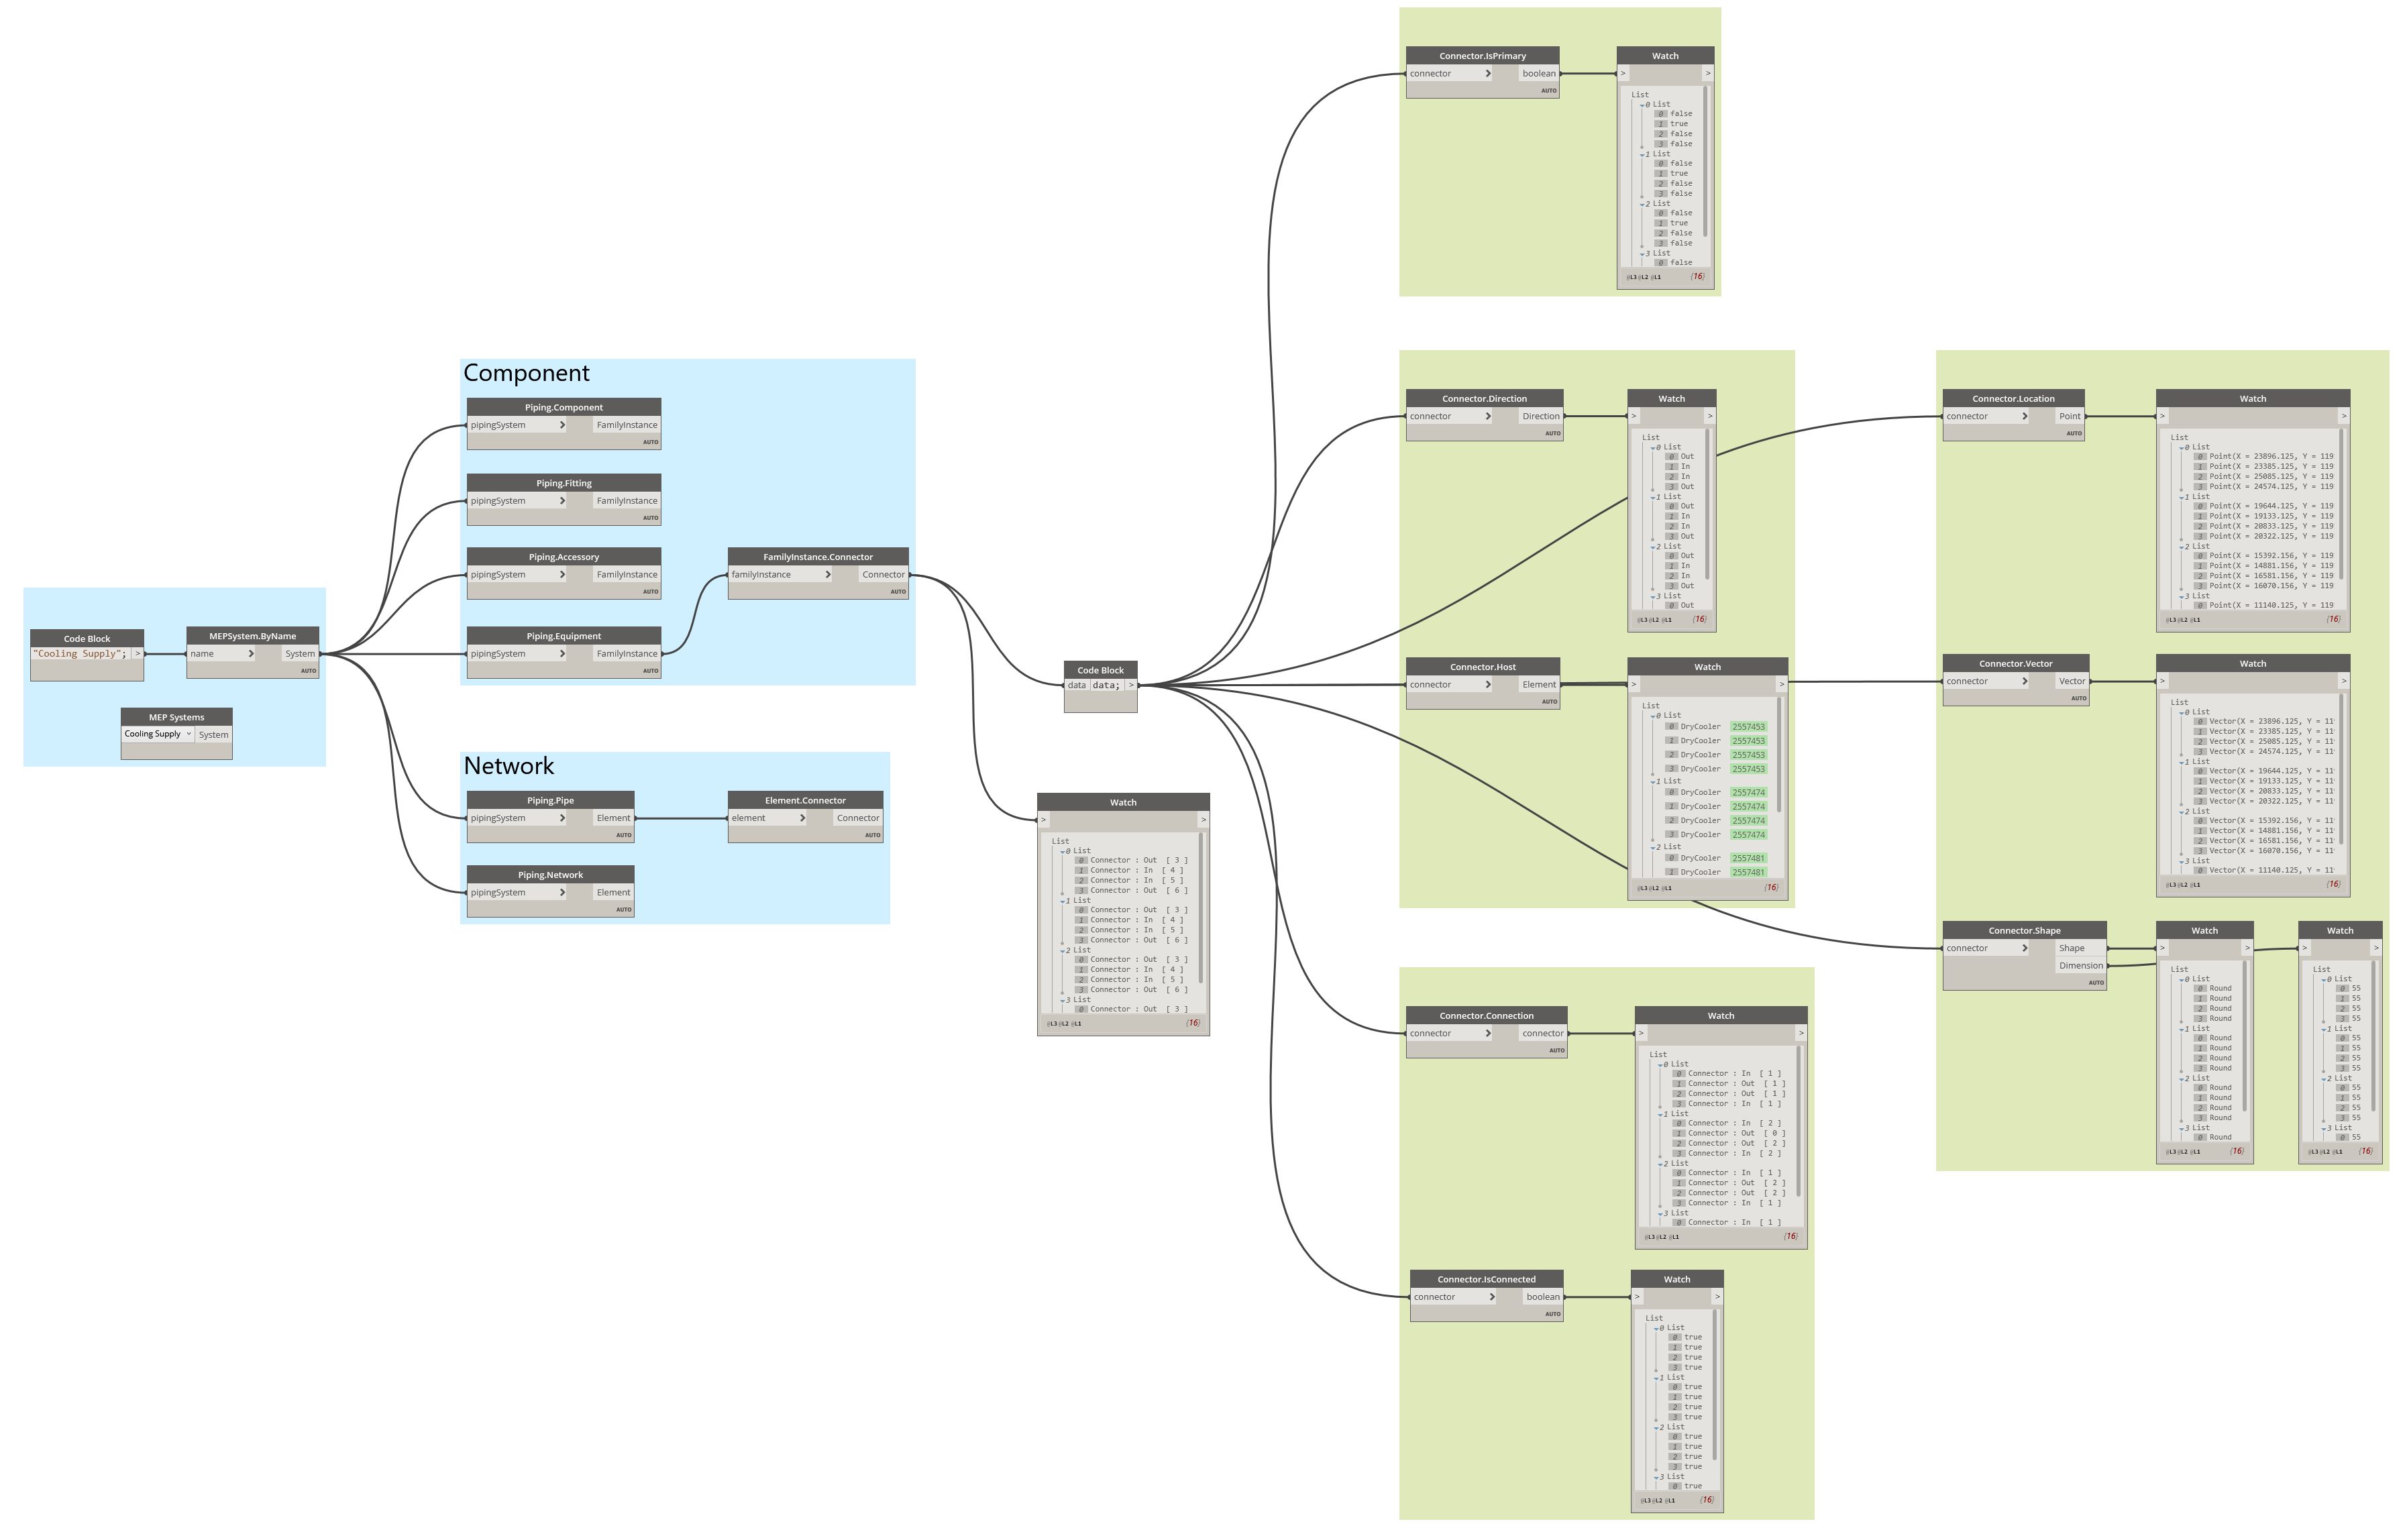 Code Block
"Cooling Supply"; >
MEPSystem.ByName
name > System
AUTO
MEP Systems
Cooling Supply System
Component
Piping.Component
pipingSystem > FamilyInstance
AUTO
Piping.Fitting
pipingSystem > FamilyInstance
AUTO
Piping.Accessory
pipingSystem > FamilyInstance
AUTO
Piping.Equipment
pipingSystem > FamilyInstance
AUTO
FamilyInstance.Connector
familyInstance > Connector
AUTO
Network
Piping.Pipe
pipingSystem > Element
AUTO
Element.Connector
element > Connector
AUTO
Piping.Network
pipingSystem > Element
AUTO
Code Block
data data; >
Watch
> >
List
0 List
0 Connector : Out [ 3 ]
1 Connector : In [ 4 ]
2 Connector : In [ 5 ]
3 Connector : Out [ 6 ]
1 List
0 Connector : Out [ 3 ]
1 Connector : In [ 4 ]
2 Connector : In [ 5 ]
3 Connector : Out [ 6 ]
2 List
0 Connector : Out [ 3 ]
1 Connector : In [ 4 ]
2 Connector : In [ 5 ]
3 Connector : Out [ 6 ]
3 List
0 Connector : Out [ 3 ]
@L3 @L2 @L1 {16}
Connector.IsPrimary
connector > boolean
AUTO
Watch
> >
List
0 List
0 false
1 true
2 false
3 false
1 List
0 false
1 true
2 false
3 false
2 List
0 false
1 true
2 false
3 false
3 List
0 false
@L3 @L2 @L1 {16}
Connector.Direction
connector > Direction
AUTO
Watch
> >
List
0 List
0 Out
1 In
2 In
3 Out
1 List
0 Out
1 In
2 In
3 Out
2 List
0 Out
1 In
2 In
3 Out
3 List
0 Out
@L3 @L2 @L1 {16}
Connector.Host
connector > Element
AUTO
Watch
> >
List
0 List
0 DryCooler 2557453
1 DryCooler 2557453
2 DryCooler 2557453
3 DryCooler 2557453
1 List
0 DryCooler 2557474
1 DryCooler 2557474
2 DryCooler 2557474
3 DryCooler 2557474
2 List
0 DryCooler 2557481
1 DryCooler 2557481
@L3 @L2 @L1 {16}
Connector.Connection
connector > connector
AUTO
Watch
> >
List
0 List
0 Connector : In [ 1 ]
1 Connector : Out [ 1 ]
2 Connector : Out [ 1 ]
3 Connector : In [ 1 ]
1 List
0 Connector : In [ 2 ]
1 Connector : Out [ 0 ]
2 Connector : Out [ 2 ]
3 Connector : In [ 2 ]
2 List
0 Connector : In [ 1 ]
1 Connector : Out [ 2 ]
2 Connector : Out [ 2 ]
3 Connector : In [ 1 ]
3 List
0 Connector : In [ 1 ]
@L3 @L2 @L1 {16}
Connector.IsConnected
connector > boolean
AUTO
Watch
> >
List
0 List
0 true
1 true
2 true
3 true
1 List
0 true
1 true
2 true
3 true
2 List
0 true
1 true
2 true
3 true
3 List
0 true
@L3 @L2 @L1 {16}
Connector.Location
connector > Point
AUTO
Watch
> >
List
0 List
0 Point(X = 23896.125, Y = 119
1 Point(X = 23385.125, Y = 119
2 Point(X = 25085.125, Y = 119
3 Point(X = 24574.125, Y = 119
1 List
0 Point(X = 19644.125, Y = 119
1 Point(X = 19133.125, Y = 119
2 Point(X = 20833.125, Y = 119
3 Point(X = 20322.125, Y = 119
2 List
0 Point(X = 15392.156, Y = 119
1 Point(X = 14881.156, Y = 119
2 Point(X = 16581.156, Y = 119
3 Point(X = 16070.156, Y = 119
3 List
0 Point(X = 11140.125, Y = 119
@L3 @L2 @L1 {16}
Connector.Vector
connector > Vector
AUTO
Watch
> >
List
0 List
0 Vector(X = 23896.125, Y = 11
1 Vector(X = 23385.125, Y = 11
2 Vector(X = 25085.125, Y = 11
3 Vector(X = 24574.125, Y = 11
1 List
0 Vector(X = 19644.125, Y = 11
1 Vector(X = 19133.125, Y = 11
2 Vector(X = 20833.125, Y = 11
3 Vector(X = 20322.125, Y = 11
2 List
0 Vector(X = 15392.156, Y = 11
1 Vector(X = 14881.156, Y = 11
2 Vector(X = 16581.156, Y = 11
3 Vector(X = 16070.156, Y = 11
3 List
0 Vector(X = 11140.125, Y = 11
@L3 @L2 @L1 {16}
Connector.Shape
connector > Shape
Dimension
AUTO
Watch
> >
List
0 List
0 Round
1 Round
2 Round
3 Round
1 List
0 Round
1 Round
2 Round
3 Round
2 List
0 Round
1 Round
2 Round
3 Round
3 List
0 Round
@L3 @L2 @L1 {16}
Watch
> >
List
0 List
0 55
1 55
2 55
3 55
1 List
0 55
1 55
2 55
3 55
2 List
0 55
1 55
2 55
3 55
3 List
0 55
@L3 @L2 @L1 {16}